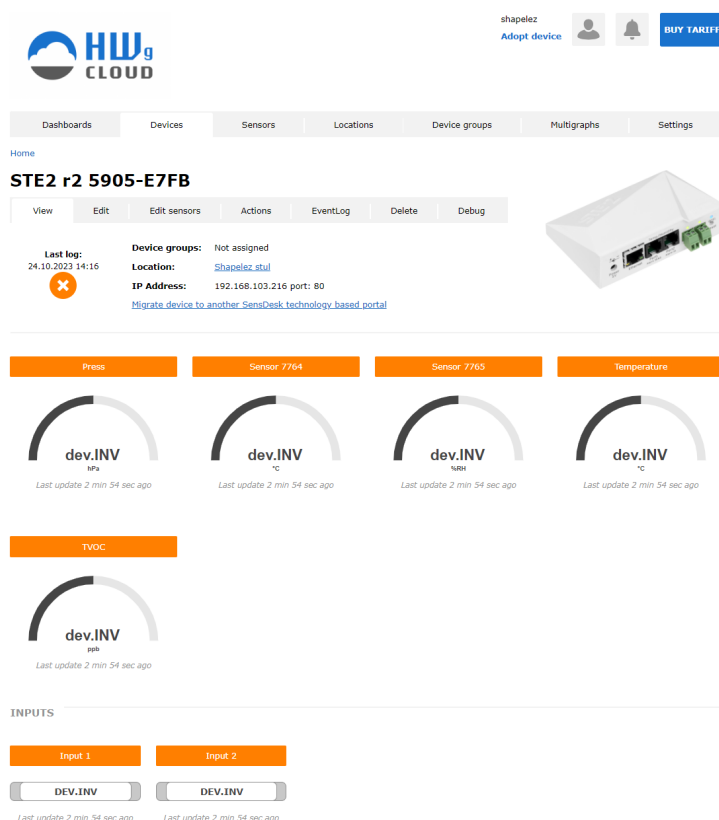 HWg
CLOUD
shapelez
Adopt device
BUY TARIFF
Dashboards Devices Sensors Locations Device groups Multigraphs Settings
Home
STE2 r2 5905-E7FB
View Edit Edit sensors Actions EventLog Delete Debug
Last log:
24.10.2023 14:16
Device groups: Not assigned
Location: Shapelez stul
IP Address: 192.168.103.216 port: 80
Migrate device to another SensDesk technology based portal
Press Sensor 7764 Sensor 7765 Temperature
dev.INV dev.INV dev.INV dev.INV
hPa °C %RH °C
Last update 2 min 54 sec ago Last update 2 min 54 sec ago Last update 2 min 54 sec ago Last update 2 min 54 sec ago
TVOC
dev.INV
ppb
Last update 2 min 54 sec ago
INPUTS
Input 1 Input 2
DEV.INV DEV.INV
Last update 2 min 54 sec ago Last update 2 min 54 sec ago